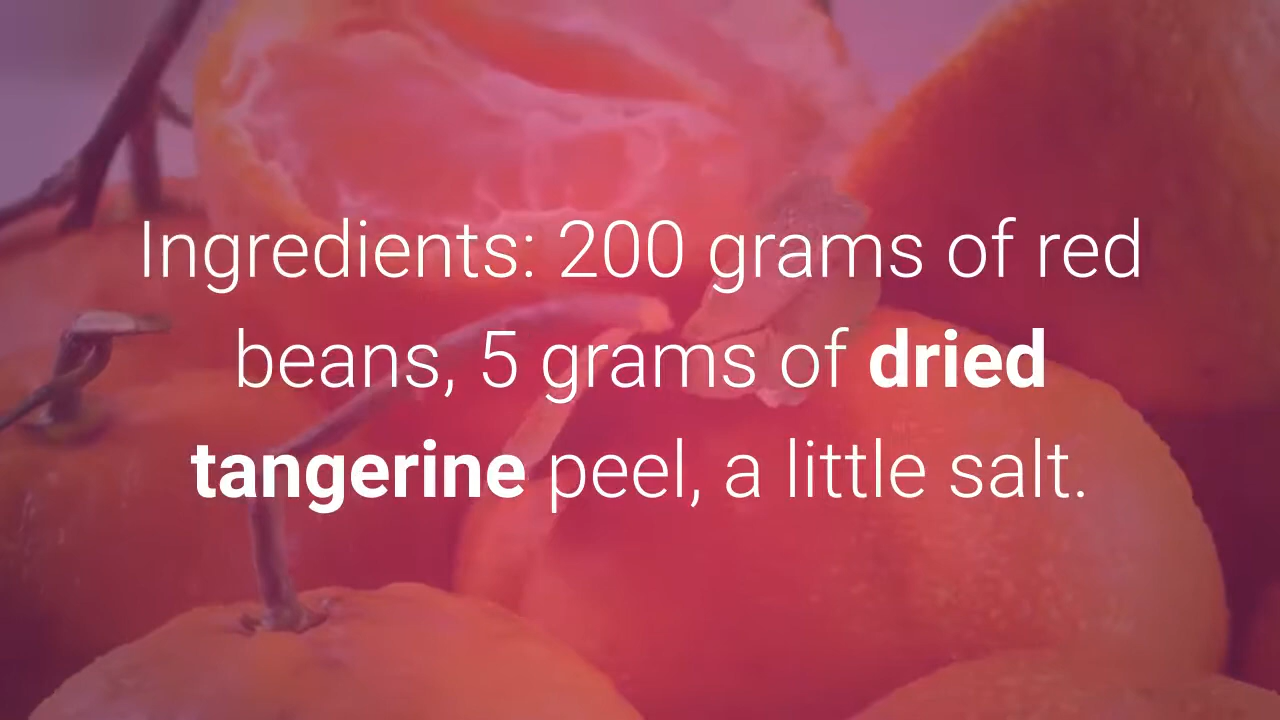 Ingredients: 200 grams of red
beans, 5 grams of dried
tangerine peel, a little salt.